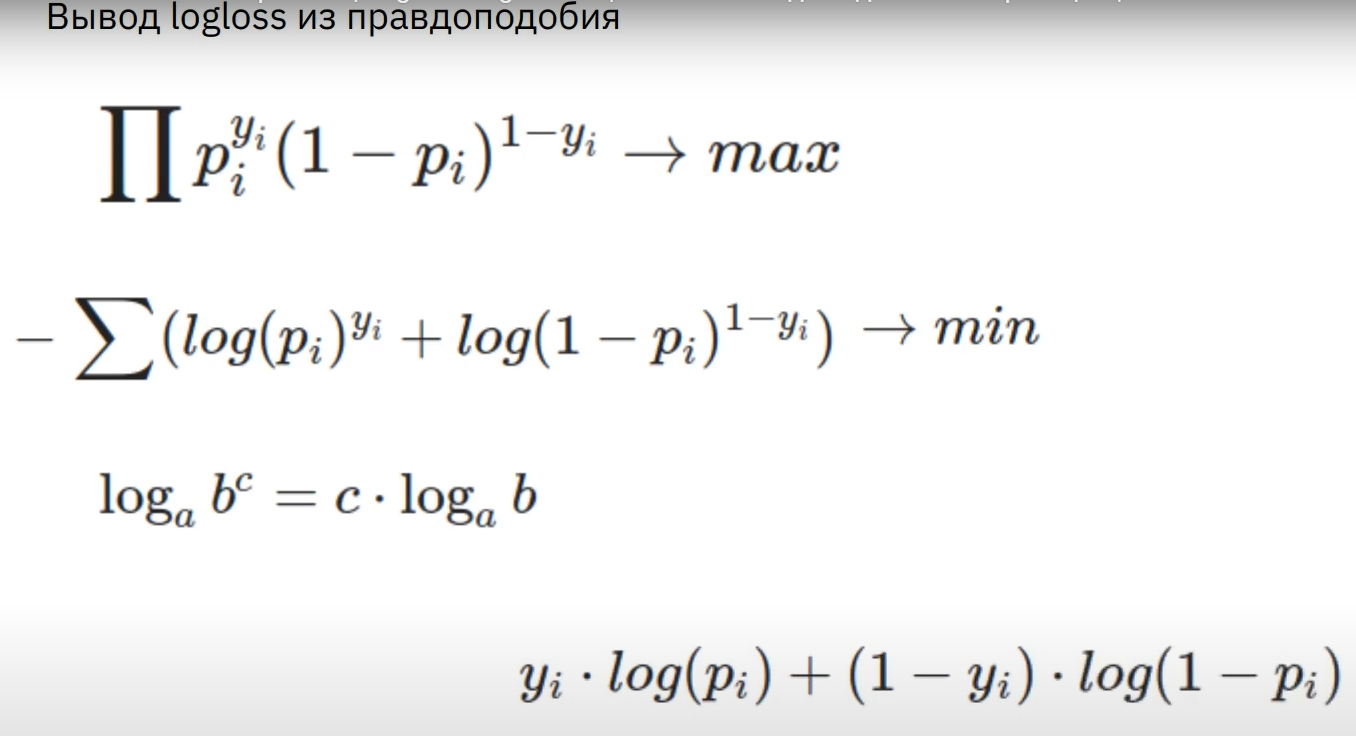 Вывод logloss из правдоподобия
∏ p_i^{y_i}(1 − p_i)^{1−y_i} → max
− ∑(log(p_i)^{y_i} + log(1 − p_i)^{1−y_i}) → min
log_a b^c = c · log_a b
y_i · log(p_i) + (1 − y_i) · log(1 − p_i)